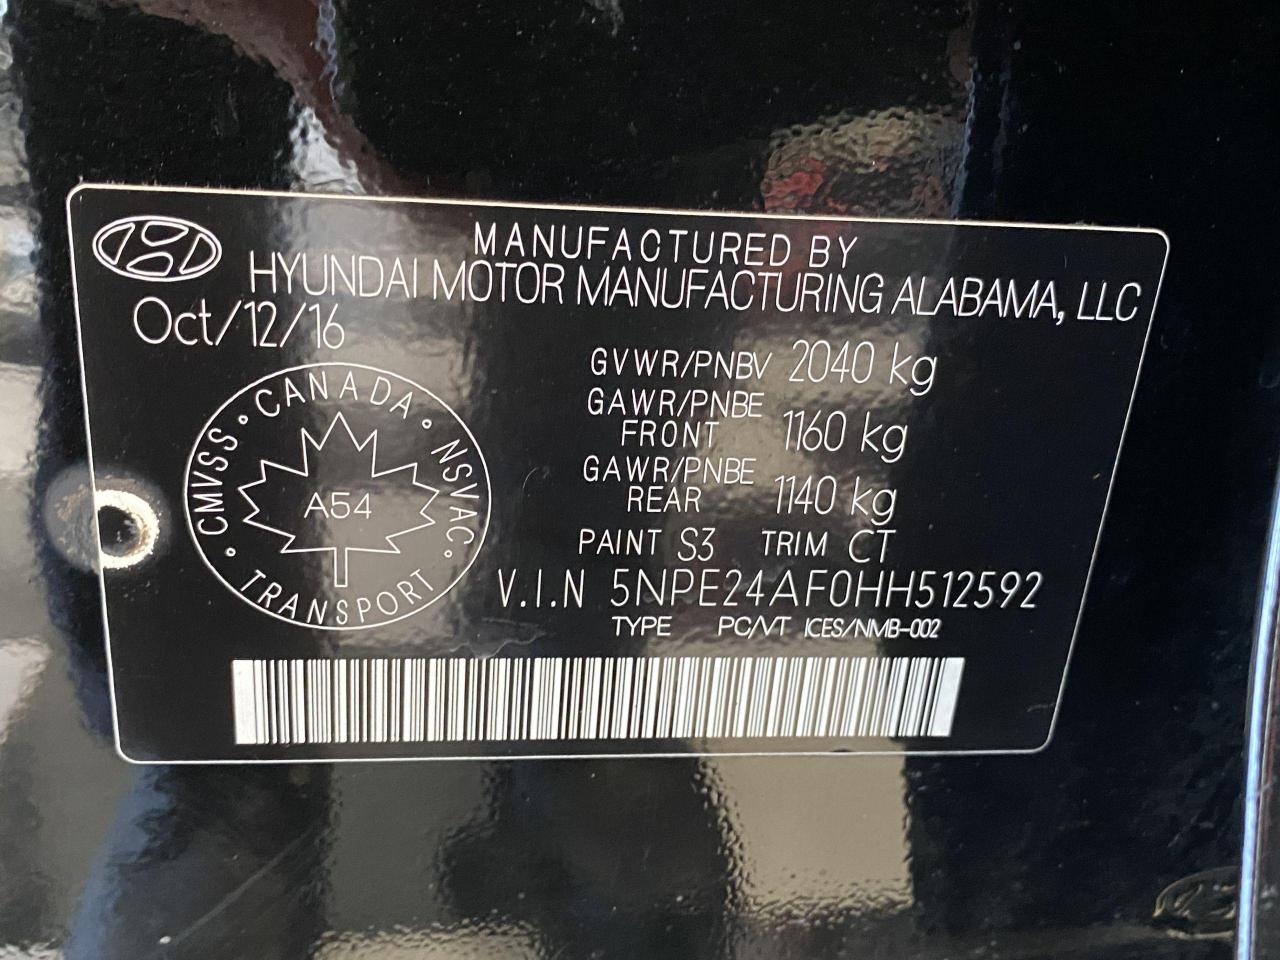 MANUFACTURED BY
HYUNDAI MOTOR MANUFACTURING ALABAMA, LLC
Oct/12/16
GVWR/PNBV 2040 kg
GAWR/PNBE
FRONT 1160 kg
GAWR/PNBE
REAR 1140 kg
PAINT S3 TRIM CT
V.I.N 5NPE24AF0HH512592
TYPE PC/VT ICES/NMB-002
CANADA
CMVSS
NSVAC
A54
TRANSPORT